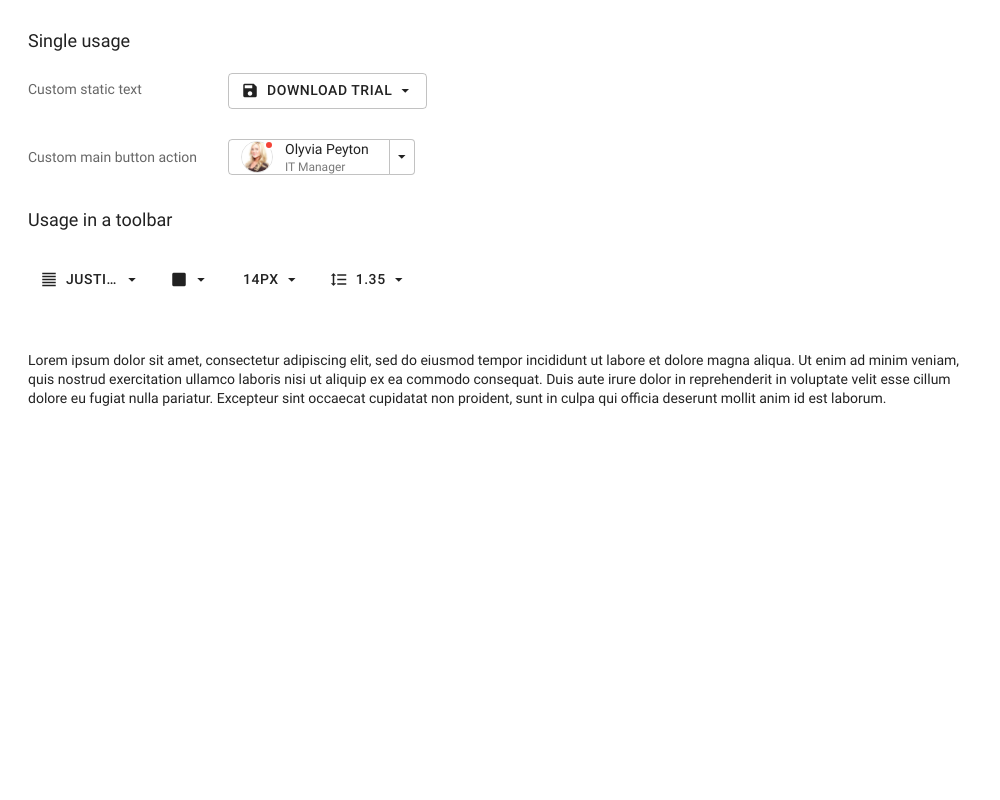 Single usage
Custom static text
DOWNLOAD TRIAL
Custom main button action
Olyvia Peyton
IT Manager
Usage in a toolbar
JUSTI... 14PX 1.35
Lorem ipsum dolor sit amet, consectetur adipiscing elit, sed do eiusmod tempor incididunt ut labore et dolore magna aliqua. Ut enim ad minim veniam,
quis nostrud exercitation ullamco laboris nisi ut aliquip ex ea commodo consequat. Duis aute irure dolor in reprehenderit in voluptate velit esse cillum
dolore eu fugiat nulla pariatur. Excepteur sint occaecat cupidatat non proident, sunt in culpa qui officia deserunt mollit anim id est laborum.